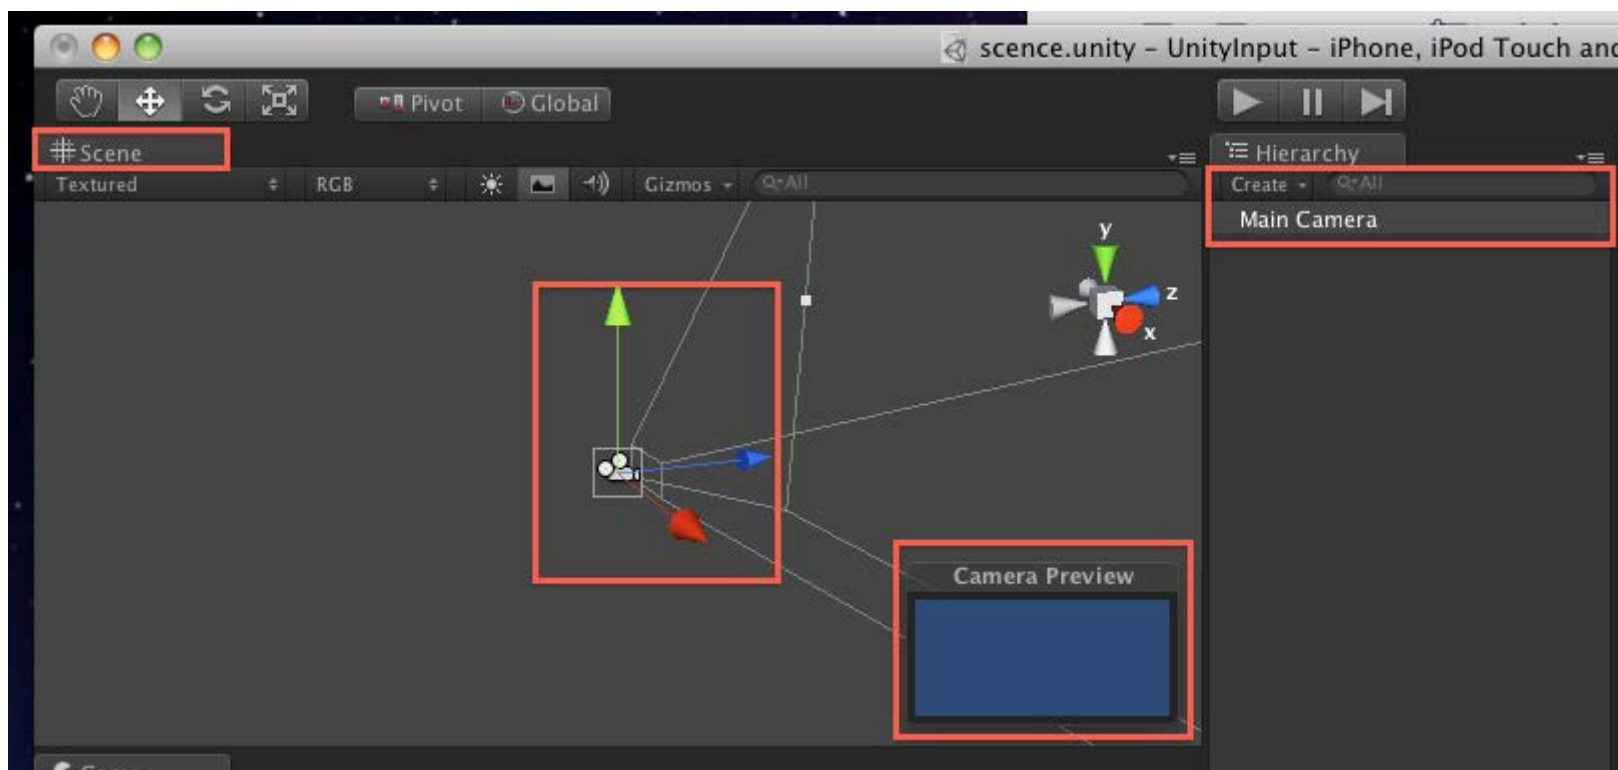 scence.unity – UnityInput – iPhone, iPod Touch and
Pivot Global
Scene
Hierarchy
Textured RGB Gizmos All
Create All
Main Camera
y
z
x
Camera Preview